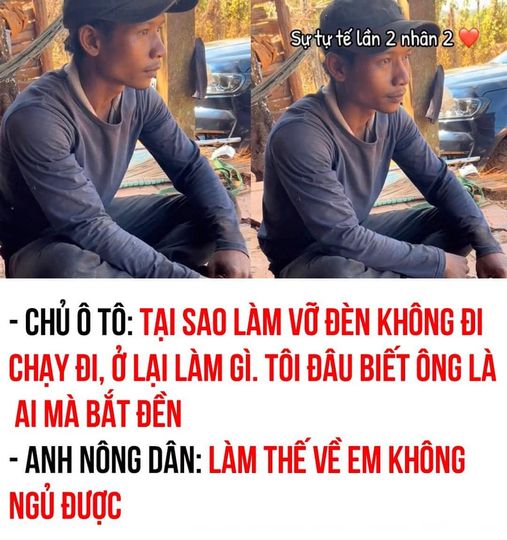 Sự tự tế lần 2 nhân 2 ❤️
- CHỦ Ô TÔ: TẠI SAO LÀM VỠ ĐÈN KHÔNG ĐI
CHẠY ĐI, Ở LẠI LÀM GÌ. TÔI ĐÂU BIẾT ÔNG LÀ
AI MÀ BẮT ĐỀN
- ANH NÔNG DÂN: LÀM THẾ VỀ EM KHÔNG
NGỦ ĐƯỢC